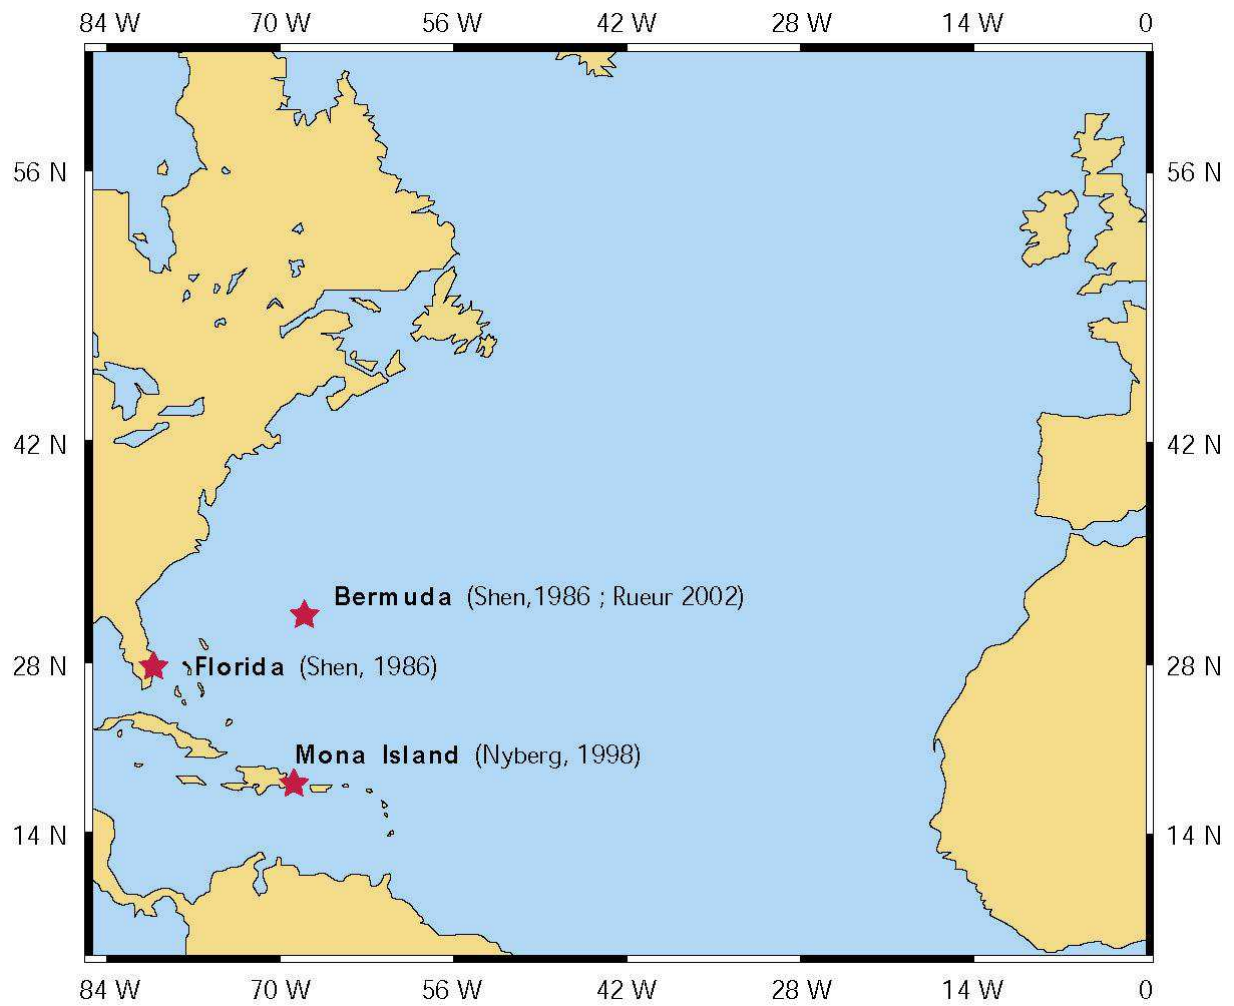 84 W 70 W 56 W 42 W 28 W 14 W 0
56 N 56 N
42 N 42 N
Bermuda (Shen,1986 ; Rueur 2002)
28 N Florida (Shen, 1986) 28 N
Mona Island (Nyberg, 1998)
14 N 14 N
84 W 70 W 56 W 42 W 28 W 14 W 0